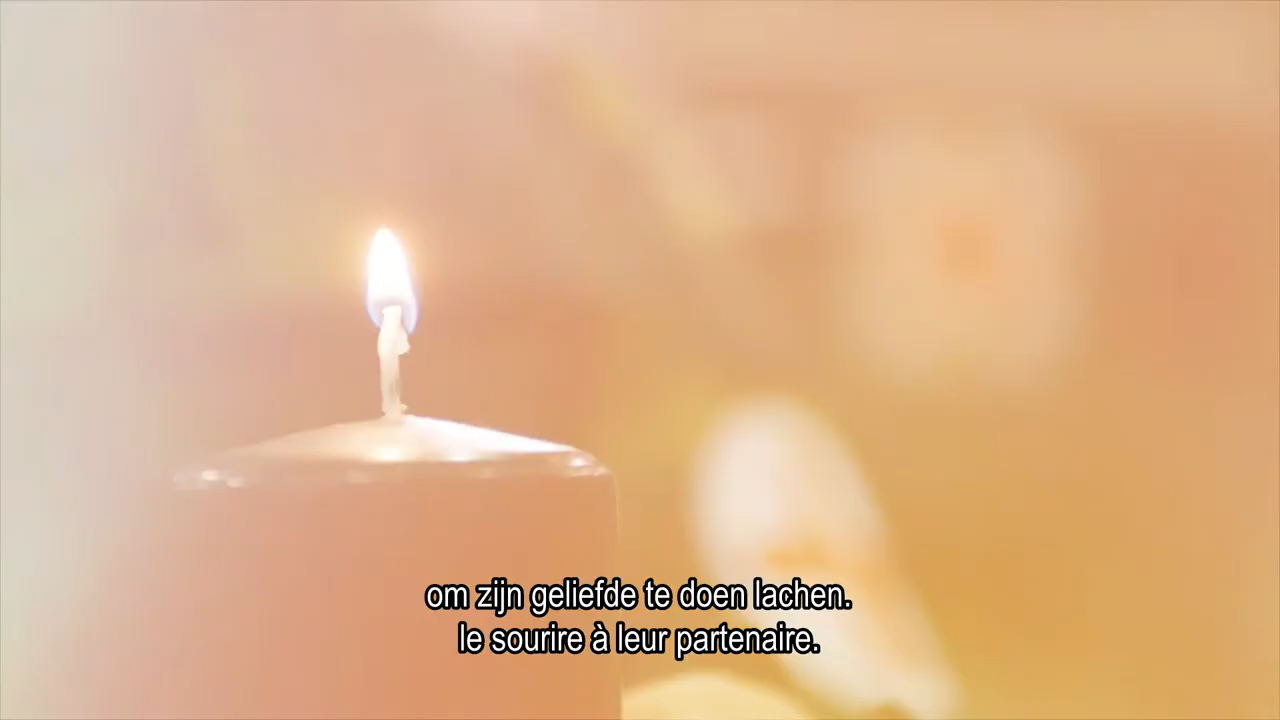 om zijn geliefde te doen lachen.
le sourire à leur partenaire.